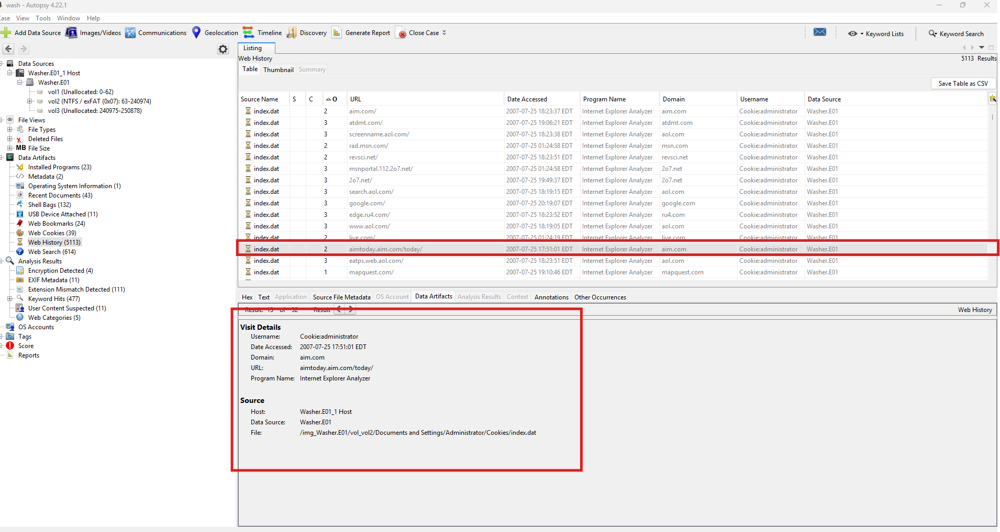 wash - Autopsy 4.22.1
Case View Tools Window Help
Add Data Source Images/Videos Communications Geolocation Timeline Discovery Generate Report Close Case Keyword Lists Keyword Search
Data Sources
Washer.E01_1 Host
Washer.E01
vol1 (Unallocated: 0-62)
vol2 (NTFS / exFAT (0x07): 63-240974)
vol3 (Unallocated: 240975-250878)
File Views
File Types
Deleted Files
MB File Size
Data Artifacts
Installed Programs (23)
Metadata (2)
Operating System Information (1)
Recent Documents (43)
Shell Bags (132)
USB Device Attached (11)
Web Bookmarks (24)
Web Cookies (39)
Web History (5113)
Web Search (614)
Analysis Results
Encryption Detected (4)
EXIF Metadata (11)
Extension Mismatch Detected (111)
Keyword Hits (477)
User Content Suspected (11)
Web Categories (5)
OS Accounts
Tags
Score
Reports
Listing
Web History 5113 Results
Table Thumbnail Summary
Save Table as CSV
Source Name S C O URL Date Accessed Program Name Domain Username Data Source
index.dat 2 aim.com/ 2007-07-25 18:23:37 EDT Internet Explorer Analyzer aim.com Cookie:administrator Washer.E01
index.dat 3 atdmt.com/ 2007-07-25 19:06:21 EDT Internet Explorer Analyzer atdmt.com Cookie:administrator Washer.E01
index.dat 3 screenname.aol.com/ 2007-07-25 18:23:38 EDT Internet Explorer Analyzer aol.com Cookie:administrator Washer.E01
index.dat 2 rad.msn.com/ 2007-07-25 01:24:58 EDT Internet Explorer Analyzer msn.com Cookie:administrator Washer.E01
index.dat 2 revsci.net/ 2007-07-25 18:23:51 EDT Internet Explorer Analyzer revsci.net Cookie:administrator Washer.E01
index.dat 3 msnportal.112.2o7.net/ 2007-07-25 01:24:58 EDT Internet Explorer Analyzer 2o7.net Cookie:administrator Washer.E01
index.dat 3 2o7.net/ 2007-07-25 19:49:37 EDT Internet Explorer Analyzer 2o7.net Cookie:administrator Washer.E01
index.dat 3 search.aol.com/ 2007-07-25 18:19:15 EDT Internet Explorer Analyzer aol.com Cookie:administrator Washer.E01
index.dat 3 google.com/ 2007-07-25 20:19:07 EDT Internet Explorer Analyzer google.com Cookie:administrator Washer.E01
index.dat 3 edge.ru4.com/ 2007-07-25 18:23:52 EDT Internet Explorer Analyzer ru4.com Cookie:administrator Washer.E01
index.dat 3 www.aol.com/ 2007-07-25 18:19:05 EDT Internet Explorer Analyzer aol.com Cookie:administrator Washer.E01
index.dat 2 live.com/ 2007-07-25 01:24:19 EDT Internet Explorer Analyzer live.com Cookie:administrator Washer.E01
index.dat 2 aimtoday.aim.com/today/ 2007-07-25 17:51:01 EDT Internet Explorer Analyzer aim.com Cookie:administrator Washer.E01
index.dat 3 eatps.web.aol.com/ 2007-07-25 18:23:51 EDT Internet Explorer Analyzer aol.com Cookie:administrator Washer.E01
index.dat 1 mapquest.com/ 2007-07-25 19:10:46 EDT Internet Explorer Analyzer mapquest.com Cookie:administrator Washer.E01
Hex Text Application Source File Metadata OS Account Data Artifacts Analysis Results Context Annotations Other Occurrences
Result: 13 of 32 Result Web History
Visit Details
Username: Cookie:administrator
Date Accessed: 2007-07-25 17:51:01 EDT
Domain: aim.com
URL: aimtoday.aim.com/today/
Program Name: Internet Explorer Analyzer
Source
Host: Washer.E01_1 Host
Data Source: Washer.E01
File: /img_Washer.E01/vol_vol2/Documents and Settings/Administrator/Cookies/index.dat